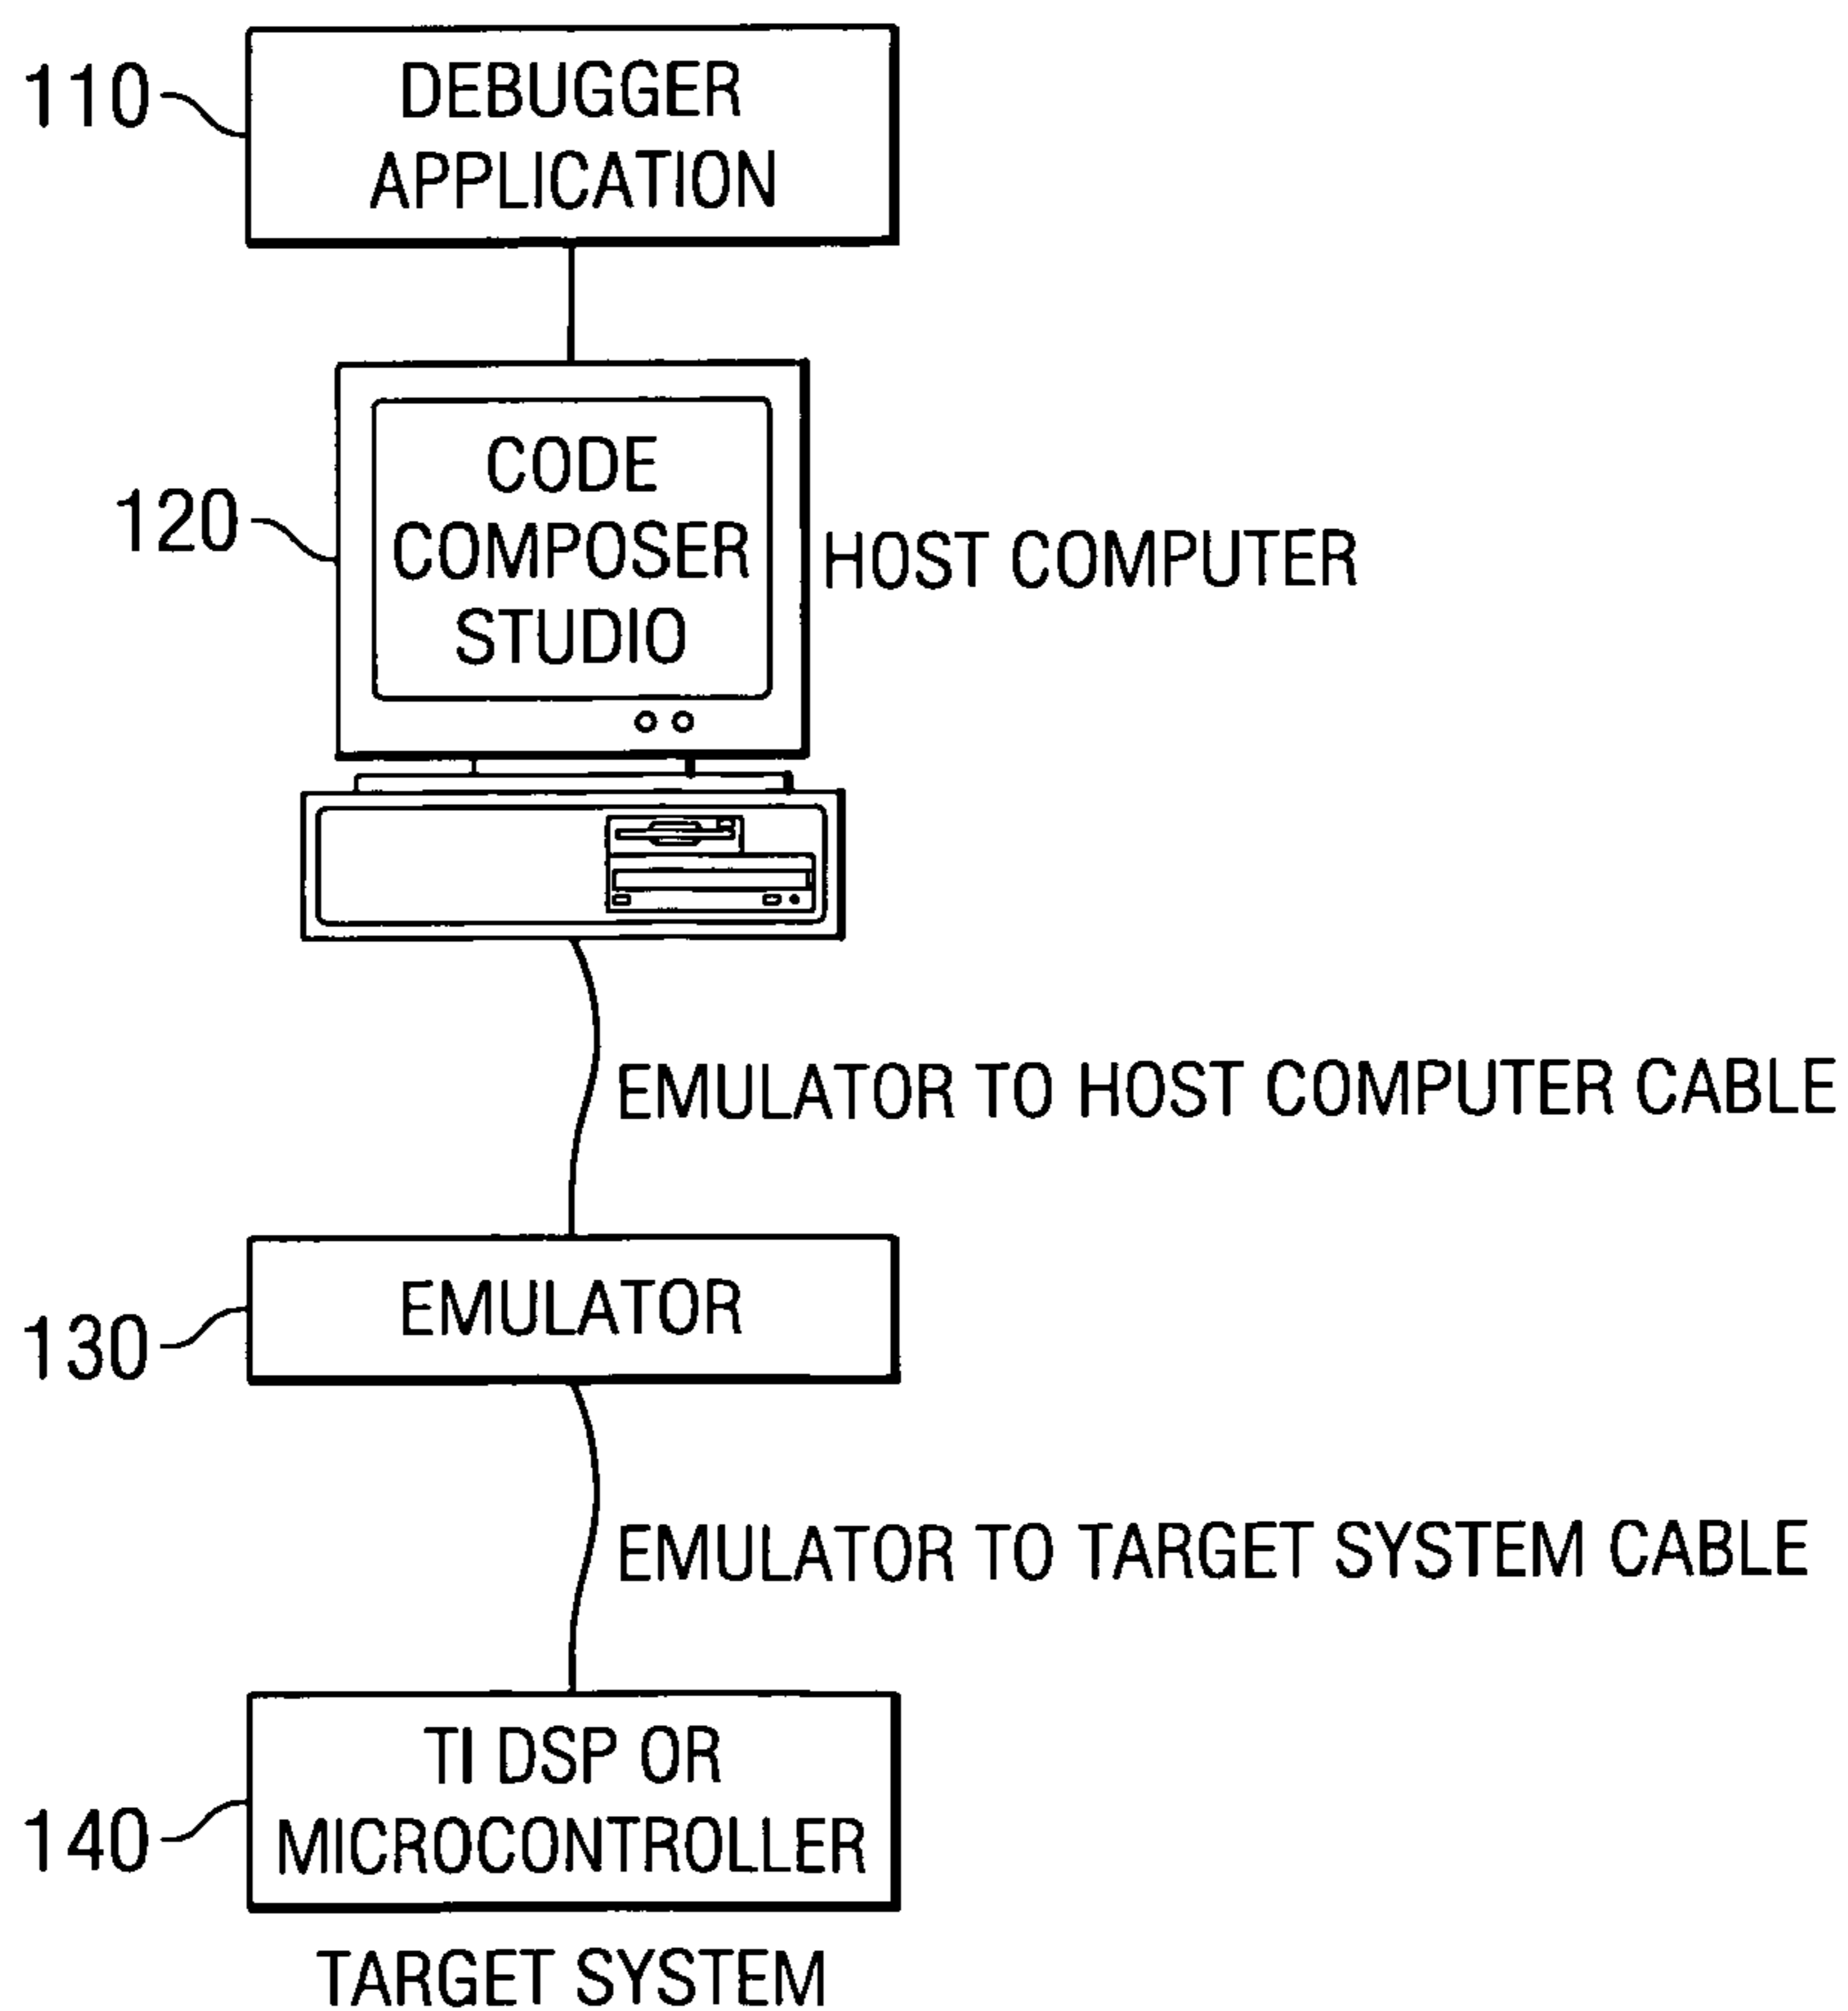 110
DEBUGGER
APPLICATION
120
CODE
COMPOSER
STUDIO
HOST COMPUTER
EMULATOR TO HOST COMPUTER CABLE
130
EMULATOR
EMULATOR TO TARGET SYSTEM CABLE
140
TI DSP OR
MICROCONTROLLER
TARGET SYSTEM